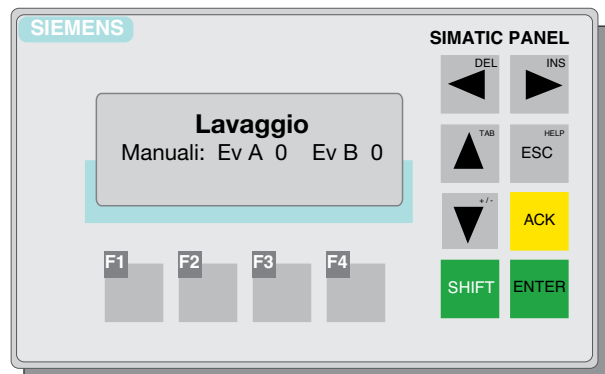 SIEMENS
SIMATIC PANEL
DEL
INS
Lavaggio
Manuali: Ev A 0 Ev B 0
TAB
HELP
ESC
+ / -
ACK
F1 F2 F3 F4
SHIFT ENTER